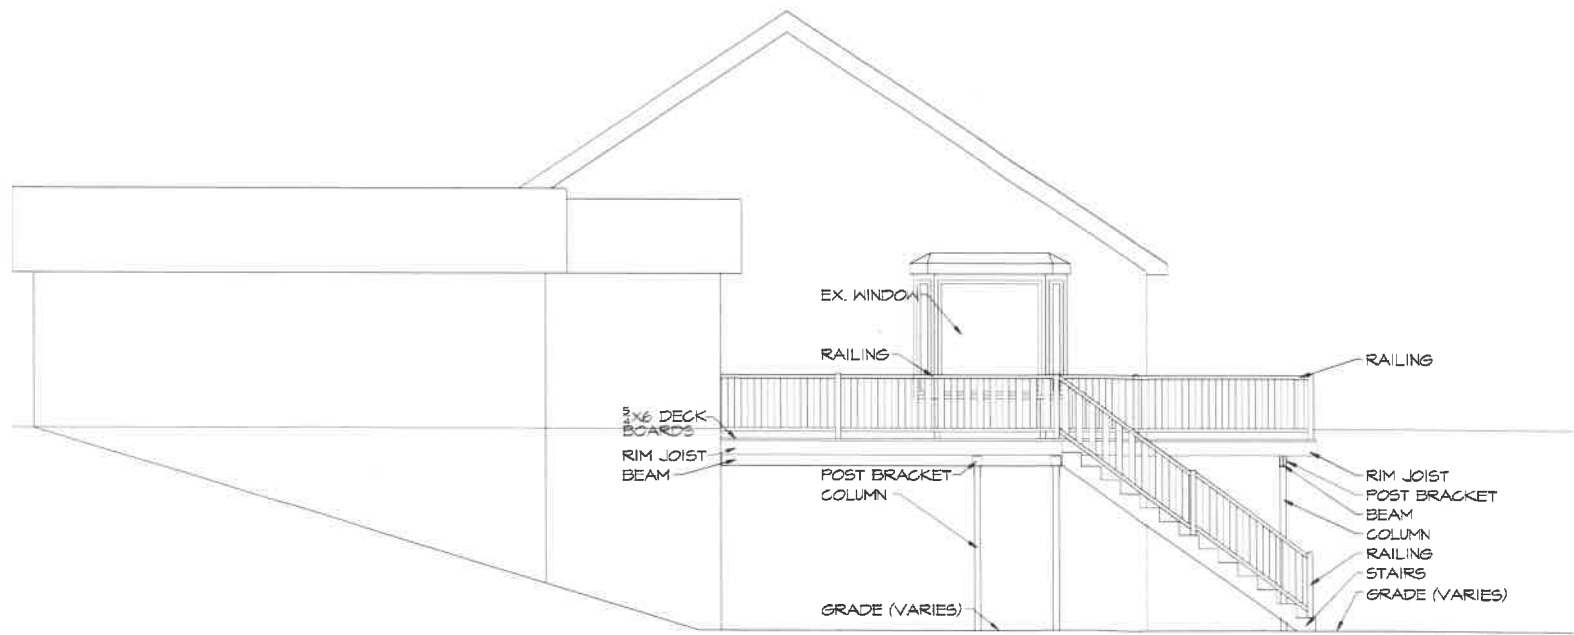 EX. WINDOW
RAILING
RAILING
5/4X6 DECK
BOARDS
RIM JOIST
BEAM
POST BRACKET
COLUMN
RIM JOIST
POST BRACKET
BEAM
COLUMN
RAILING
STAIRS
GRADE (VARIES)
GRADE (VARIES)